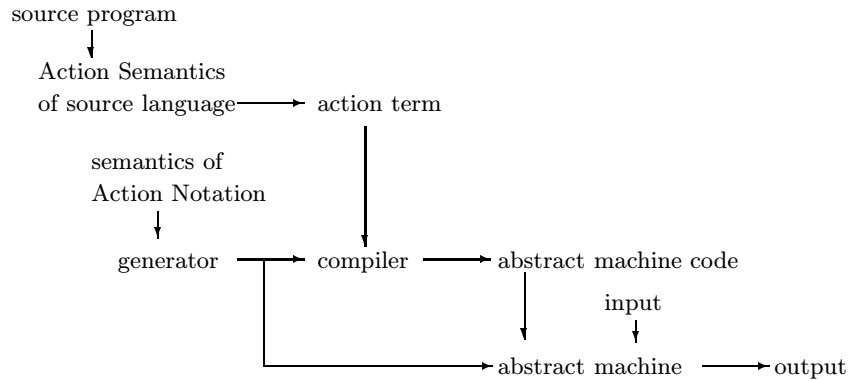 source program
Action Semantics
of source language
action term
semantics of
Action Notation
generator
compiler
abstract machine code
input
abstract machine
output